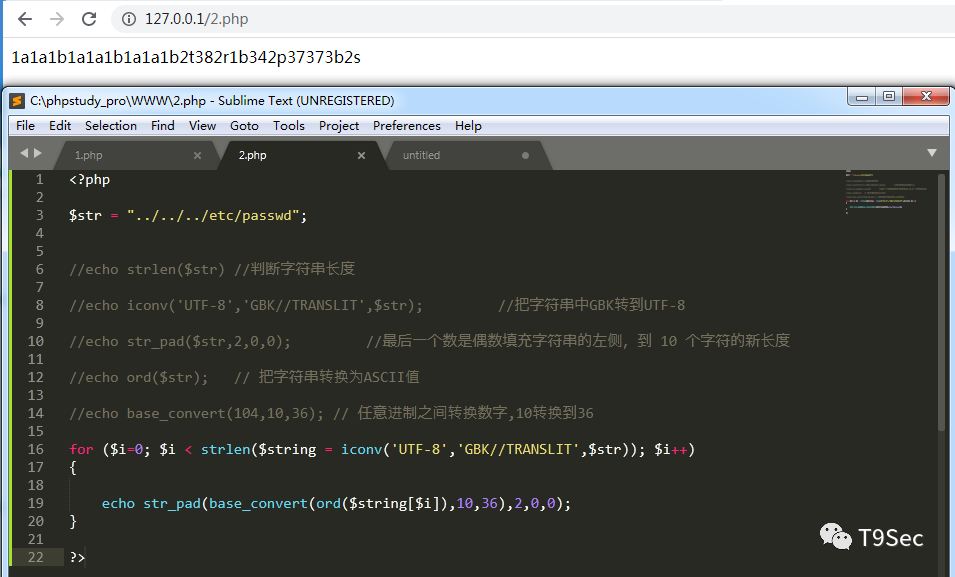 127.0.0.1/2.php
1a1a1b1a1a1b1a1a1b2t382r1b342p37373b2s
C:\phpstudy_pro\WWW\2.php - Sublime Text (UNREGISTERED)
File Edit Selection Find View Goto Tools Project Preferences Help
1.php 2.php untitled
1 <?php
2
3 $str = "../../../etc/passwd";
4
5
6 //echo strlen($str) //判断字符串长度
7
8 //echo iconv('UTF-8','GBK//TRANSLIT',$str); //把字符串中GBK转到UTF-8
9
10 //echo str_pad($str,2,0,0); //最后一个数是偶数填充字符串的左侧，到 10 个字符的新长度
11
12 //echo ord($str); // 把字符串转换为ASCII值
13
14 //echo base_convert(104,10,36); // 任意进制之间转换数字,10转换到36
15
16 for ($i=0; $i < strlen($string = iconv('UTF-8','GBK//TRANSLIT',$str)); $i++)
17 {
18
19 echo str_pad(base_convert(ord($string[$i]),10,36),2,0,0);
20 }
21
22 ?>
T9Sec